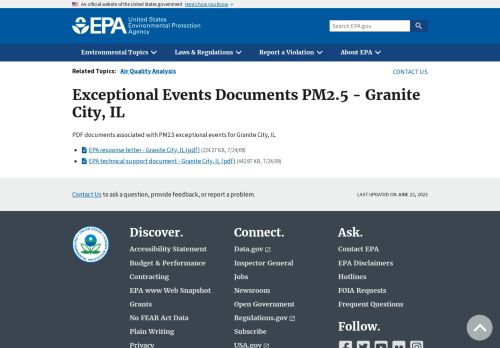 An official website of the United States government Here's how you know
EPA United States
Environmental Protection
Agency
Search EPA.gov
Environmental Topics Laws & Regulations Report a Violation About EPA
Related Topics: Air Quality Analysis CONTACT US
Exceptional Events Documents PM2.5 - Granite
City, IL
PDF documents associated with PM2.5 exceptional events for Granite City, IL.
EPA response letter - Granite City, IL (pdf) (224.27 KB, 7/24/09)
EPA technical support document - Granite City, IL (pdf) (442.87 KB, 7/24/09)
Contact Us to ask a question, provide feedback, or report a problem. LAST UPDATED ON JUNE 22, 2023
Discover. Connect. Ask.
Accessibility Statement Data.gov Contact EPA
Budget & Performance Inspector General EPA Disclaimers
Contracting Jobs Hotlines
EPA www Web Snapshot Newsroom FOIA Requests
Grants Open Government Frequent Questions
No FEAR Act Data Regulations.gov
Plain Writing Subscribe Follow.
Privacy USA.gov